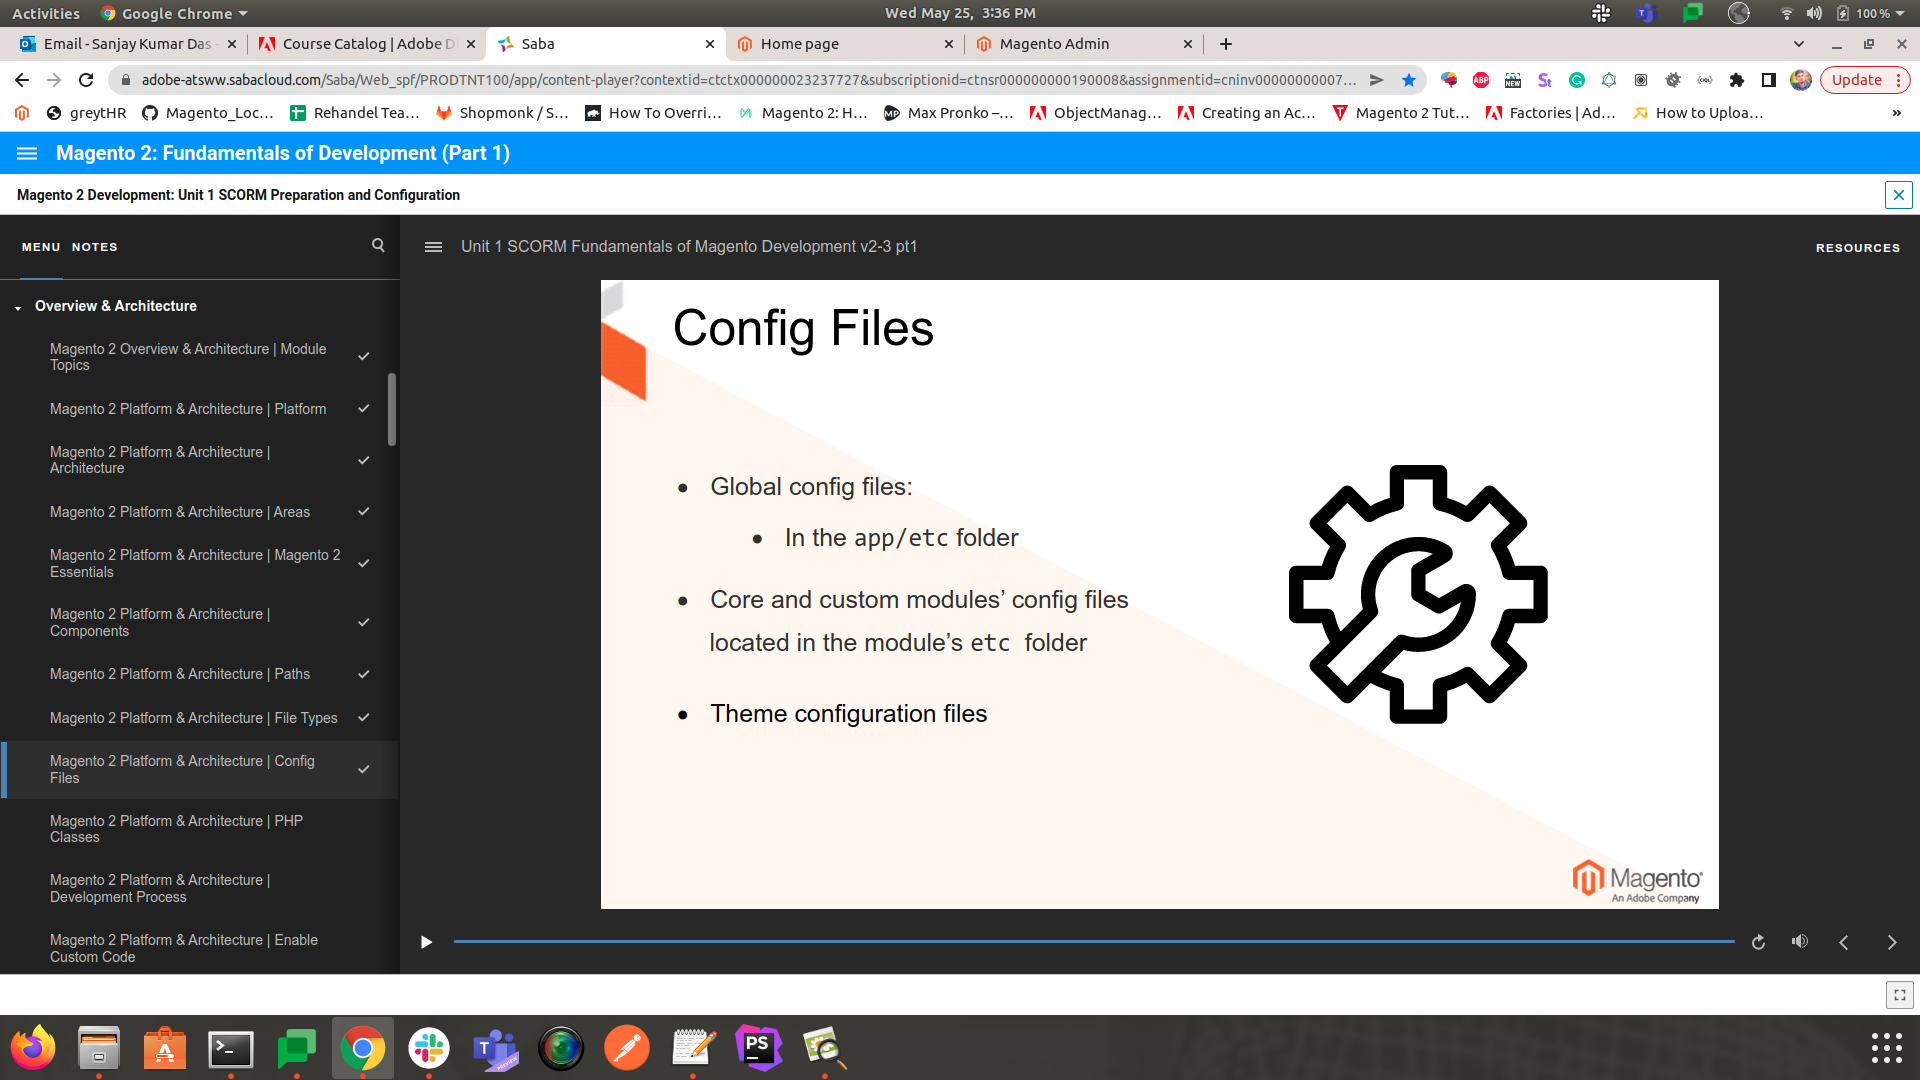 Activities
Google Chrome
Wed May 25, 3:36 PM
100 %
Email - Sanjay Kumar Das -
Course Catalog | Adobe D
Saba
Home page
Magento Admin
adobe-atsww.sabacloud.com/Saba/Web_spf/PRODTNT100/app/content-player?contextid=ctctx000000023237727&subscriptionid=ctnsr000000000190008&assignmentid=cninv00000000007...
ABP
NEW
St
Update
greytHR
Magento_Loc...
Rehandel Tea...
Shopmonk / S...
How To Overri...
Magento 2: H...
MP
Max Pronko –...
ObjectManag...
Creating an Ac...
Magento 2 Tut...
Factories | Ad...
How to Uploa...
»
Magento 2: Fundamentals of Development (Part 1)
Magento 2 Development: Unit 1 SCORM Preparation and Configuration
MENU
NOTES
Unit 1 SCORM Fundamentals of Magento Development v2-3 pt1
RESOURCES
Overview & Architecture
Magento 2 Overview & Architecture | Module
Topics
Magento 2 Platform & Architecture | Platform
Magento 2 Platform & Architecture |
Architecture
Magento 2 Platform & Architecture | Areas
Magento 2 Platform & Architecture | Magento 2
Essentials
Magento 2 Platform & Architecture |
Components
Magento 2 Platform & Architecture | Paths
Magento 2 Platform & Architecture | File Types
Magento 2 Platform & Architecture | Config
Files
Magento 2 Platform & Architecture | PHP
Classes
Magento 2 Platform & Architecture |
Development Process
Magento 2 Platform & Architecture | Enable
Custom Code
Config Files
• Global config files:
• In the app/etc folder
• Core and custom modules’ config files
located in the module’s etc folder
• Theme configuration files
Magento
An Adobe Company
T
PREVIEW
PS